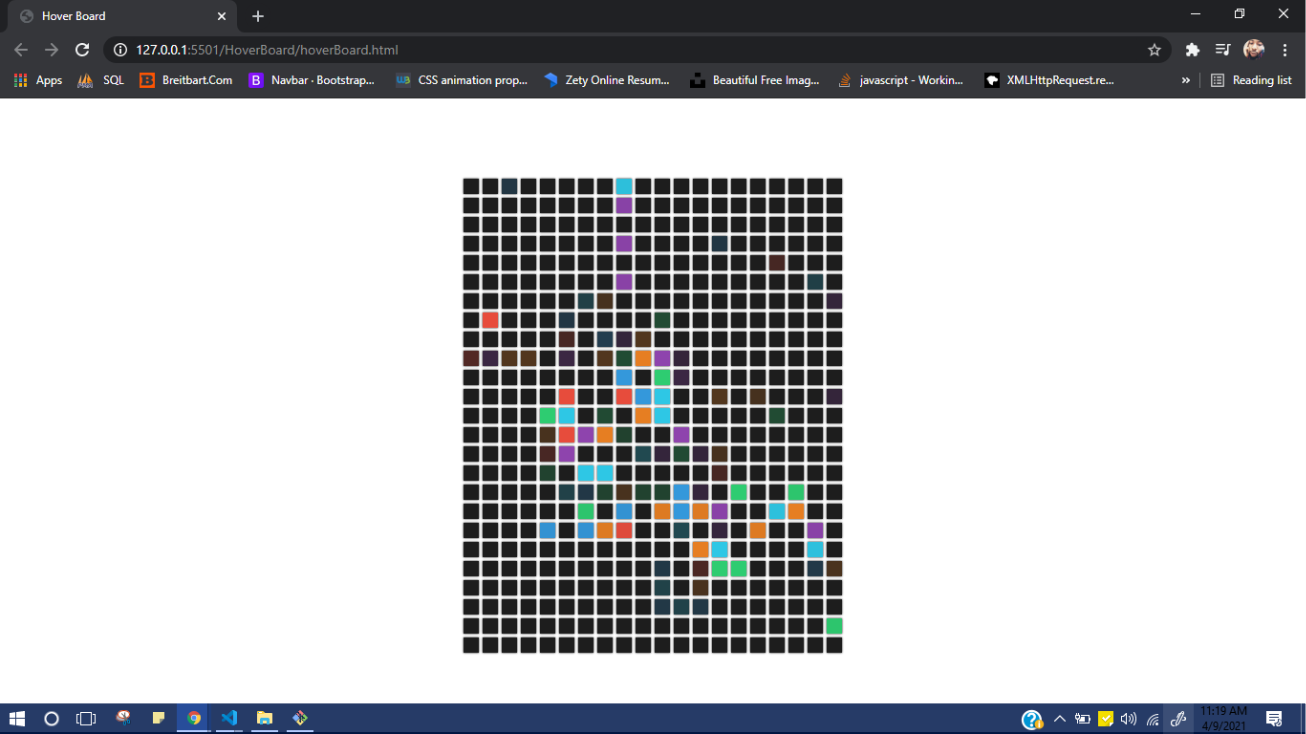 Hover Board
127.0.0.1:5501/HoverBoard/hoverBoard.html
Apps SQL Breitbart.Com B Navbar · Bootstrap... CSS animation prop... Zety Online Resum... Beautiful Free Imag... javascript - Workin... XMLHttpRequest.re... » Reading list
11:19 AM
4/9/2021